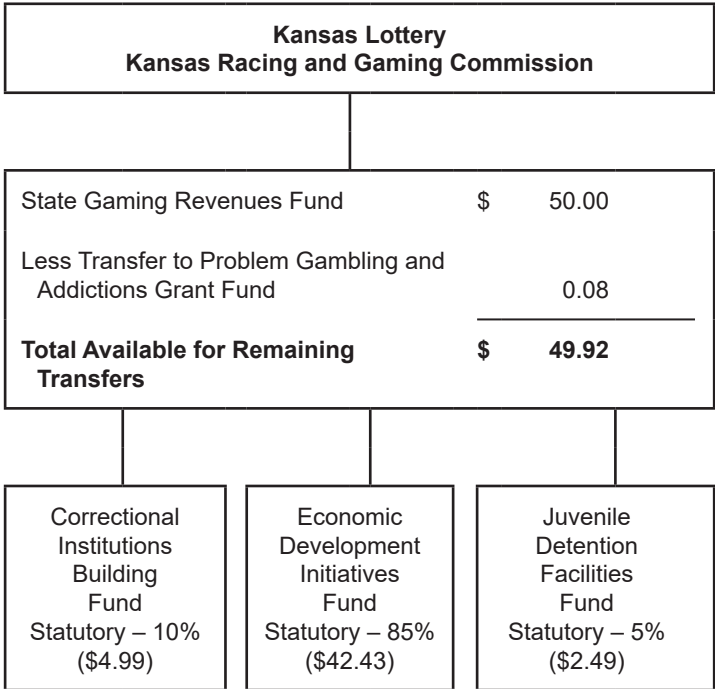 Kansas Lottery
Kansas Racing and Gaming Commission
State Gaming Revenues Fund $ 50.00
Less Transfer to Problem Gambling and
Addictions Grant Fund 0.08
Total Available for Remaining $ 49.92
Transfers
Correctional
Institutions
Building
Fund
Statutory – 10%
($4.99)
Economic
Development
Initiatives
Fund
Statutory – 85%
($42.43)
Juvenile
Detention
Facilities
Fund
Statutory – 5%
($2.49)